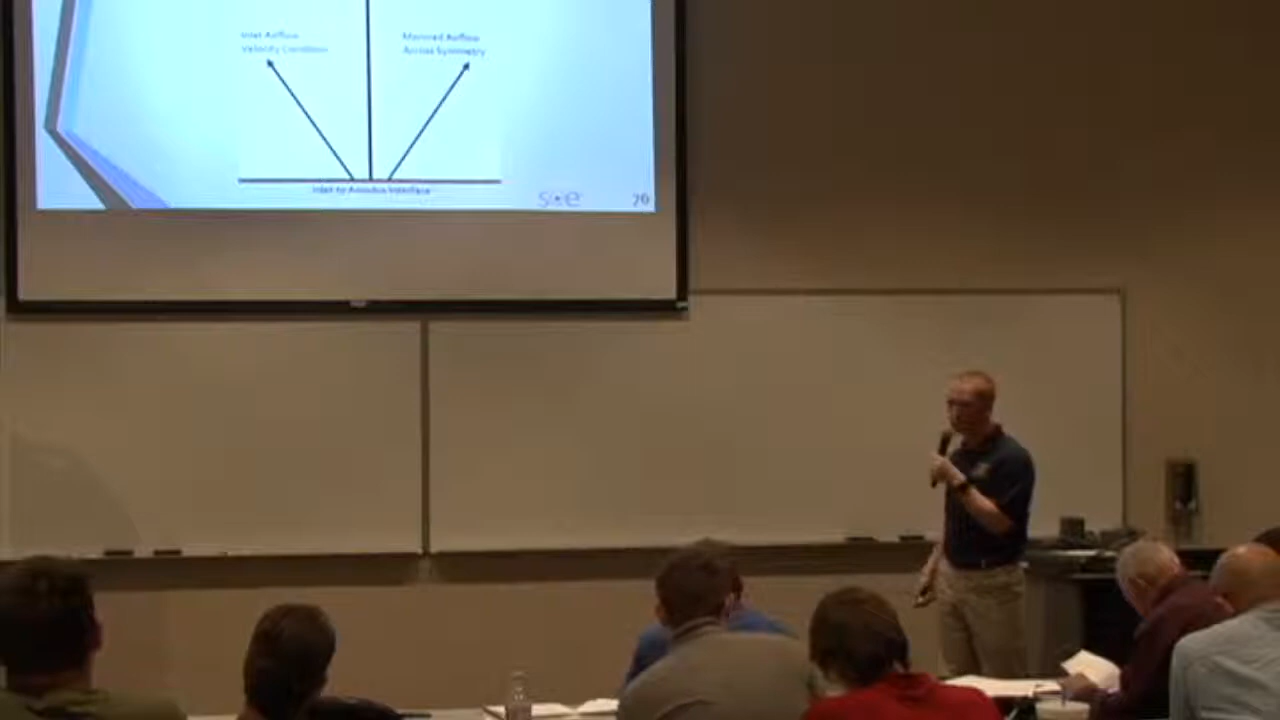 Inlet Airflow
Velocity Condition
Mirrored Airflow
Across Symmetry
Inlet to Annulus Interface
70